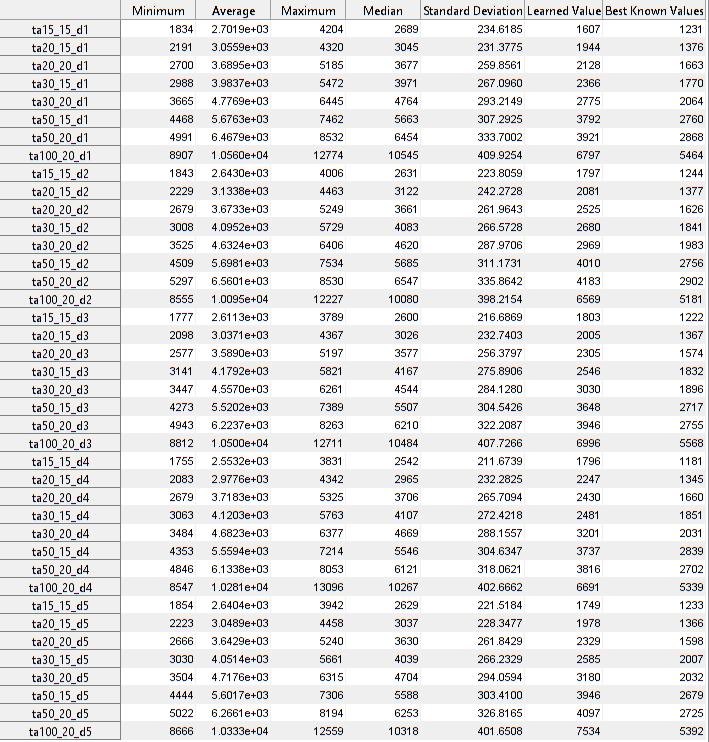 Minimum Average Maximum Median Standard Deviation Learned Value Best Known Values
ta15_15_d1 1834 2.7019e+03 4204 2689 234.6185 1607 1231
ta20_15_d1 2191 3.0559e+03 4320 3045 231.3775 1944 1376
ta20_20_d1 2700 3.6895e+03 5185 3677 259.8561 2128 1663
ta30_15_d1 2988 3.9837e+03 5472 3971 267.0960 2366 1770
ta30_20_d1 3665 4.7769e+03 6445 4764 293.2149 2775 2064
ta50_15_d1 4468 5.6763e+03 7462 5663 307.2925 3792 2760
ta50_20_d1 4991 6.4679e+03 8532 6454 333.7002 3921 2868
ta100_20_d1 8907 1.0560e+04 12774 10545 409.9254 6797 5464
ta15_15_d2 1843 2.6430e+03 4006 2631 223.8059 1797 1244
ta20_15_d2 2229 3.1338e+03 4463 3122 242.2728 2081 1377
ta20_20_d2 2679 3.6733e+03 5249 3661 261.9643 2525 1626
ta30_15_d2 3008 4.0952e+03 5729 4083 266.5728 2680 1841
ta30_20_d2 3525 4.6324e+03 6406 4620 287.9706 2969 1983
ta50_15_d2 4509 5.6981e+03 7534 5685 311.1731 4010 2756
ta50_20_d2 5297 6.5601e+03 8530 6547 335.8642 4183 2902
ta100_20_d2 8555 1.0095e+04 12227 10080 398.2154 6569 5181
ta15_15_d3 1777 2.6113e+03 3789 2600 216.6869 1803 1222
ta20_15_d3 2098 3.0371e+03 4367 3026 232.7403 2005 1367
ta20_20_d3 2577 3.5890e+03 5197 3577 256.3797 2305 1574
ta30_15_d3 3141 4.1792e+03 5821 4167 275.8906 2546 1832
ta30_20_d3 3447 4.5570e+03 6261 4544 284.1280 3030 1896
ta50_15_d3 4273 5.5202e+03 7389 5507 304.5426 3648 2717
ta50_20_d3 4943 6.2237e+03 8263 6210 322.2087 3946 2755
ta100_20_d3 8812 1.0500e+04 12711 10484 407.7266 6996 5568
ta15_15_d4 1755 2.5532e+03 3831 2542 211.6739 1796 1181
ta20_15_d4 2083 2.9776e+03 4342 2965 232.2825 2247 1345
ta20_20_d4 2679 3.7183e+03 5325 3706 265.7094 2430 1660
ta30_15_d4 3063 4.1203e+03 5763 4107 272.4218 2481 1851
ta30_20_d4 3484 4.6823e+03 6377 4669 288.1557 3201 2031
ta50_15_d4 4353 5.5594e+03 7214 5546 304.6347 3737 2839
ta50_20_d4 4846 6.1338e+03 8053 6121 318.0621 3816 2702
ta100_20_d4 8547 1.0281e+04 13096 10267 402.6662 6691 5339
ta15_15_d5 1854 2.6404e+03 3942 2629 221.5184 1749 1233
ta20_15_d5 2223 3.0489e+03 4458 3037 228.3477 1978 1366
ta20_20_d5 2666 3.6429e+03 5240 3630 261.8429 2329 1598
ta30_15_d5 3030 4.0514e+03 5661 4039 266.2329 2585 2007
ta30_20_d5 3504 4.7176e+03 6315 4704 294.0594 3180 2032
ta50_15_d5 4444 5.6017e+03 7306 5588 303.4100 3946 2679
ta50_20_d5 5022 6.2661e+03 8194 6253 326.8165 4097 2725
ta100_20_d5 8666 1.0333e+04 12559 10318 401.6508 7534 5392